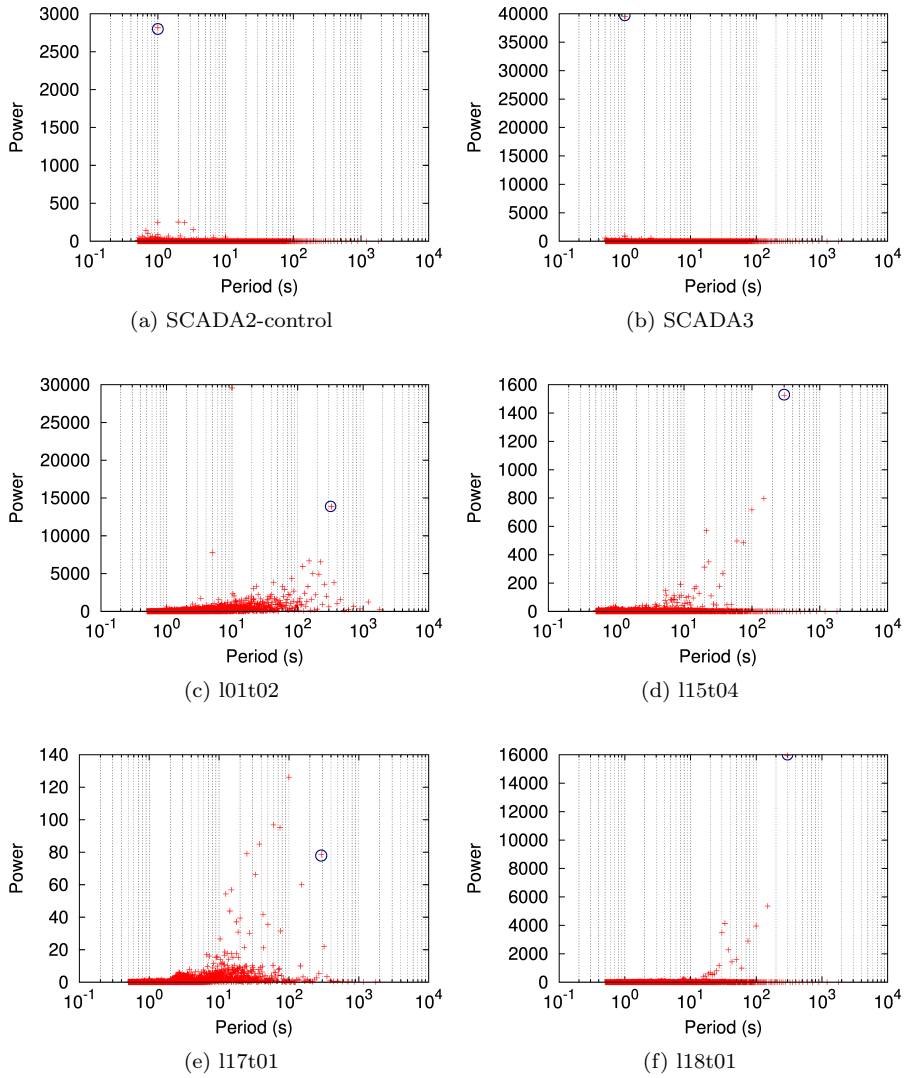 3000
2500
2000
1500
1000
500
0
Power
10^-1 10^0 10^1 10^2 10^3 10^4
Period (s)
(a) SCADA2-control
40000
35000
30000
25000
20000
15000
10000
5000
0
Power
10^-1 10^0 10^1 10^2 10^3 10^4
Period (s)
(b) SCADA3
30000
25000
20000
15000
10000
5000
0
Power
10^-1 10^0 10^1 10^2 10^3 10^4
Period (s)
(c) l01t02
1600
1400
1200
1000
800
600
400
200
0
Power
10^-1 10^0 10^1 10^2 10^3 10^4
Period (s)
(d) l15t04
140
120
100
80
60
40
20
0
Power
10^-1 10^0 10^1 10^2 10^3 10^4
Period (s)
(e) l17t01
16000
14000
12000
10000
8000
6000
4000
2000
0
Power
10^-1 10^0 10^1 10^2 10^3 10^4
Period (s)
(f) l18t01